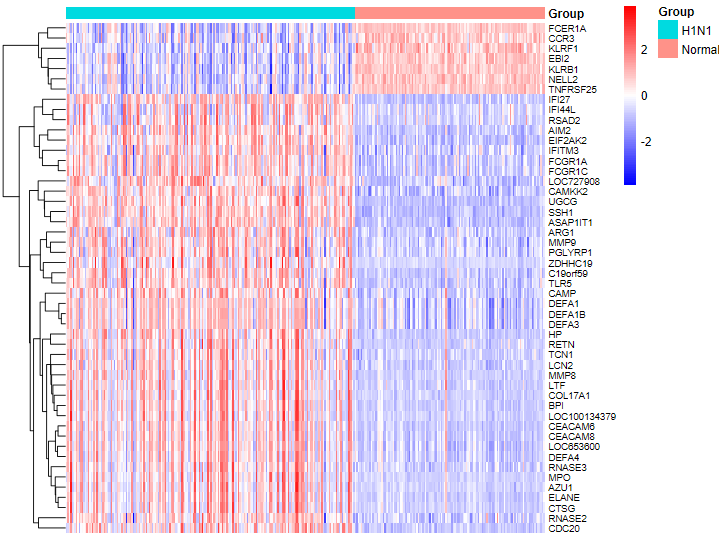 Group
FCER1A
CCR3
KLRF1
EBI2
KLRB1
NELL2
TNFRSF25
IFI27
IFI44L
RSAD2
AIM2
EIF2AK2
IFITM3
FCGR1A
FCGR1C
LOC727908
CAMKK2
UGCG
SSH1
ASAP1IT1
ARG1
MMP9
PGLYRP1
ZDHHC19
C19orf59
TLR5
CAMP
DEFA1
DEFA1B
DEFA3
HP
RETN
TCN1
LCN2
MMP8
LTF
COL17A1
BPI
LOC100134379
CEACAM6
CEACAM8
LOC653600
DEFA4
RNASE3
MPO
AZU1
ELANE
CTSG
RNASE2
CDC20
2
0
-2
Group
H1N1
Normal